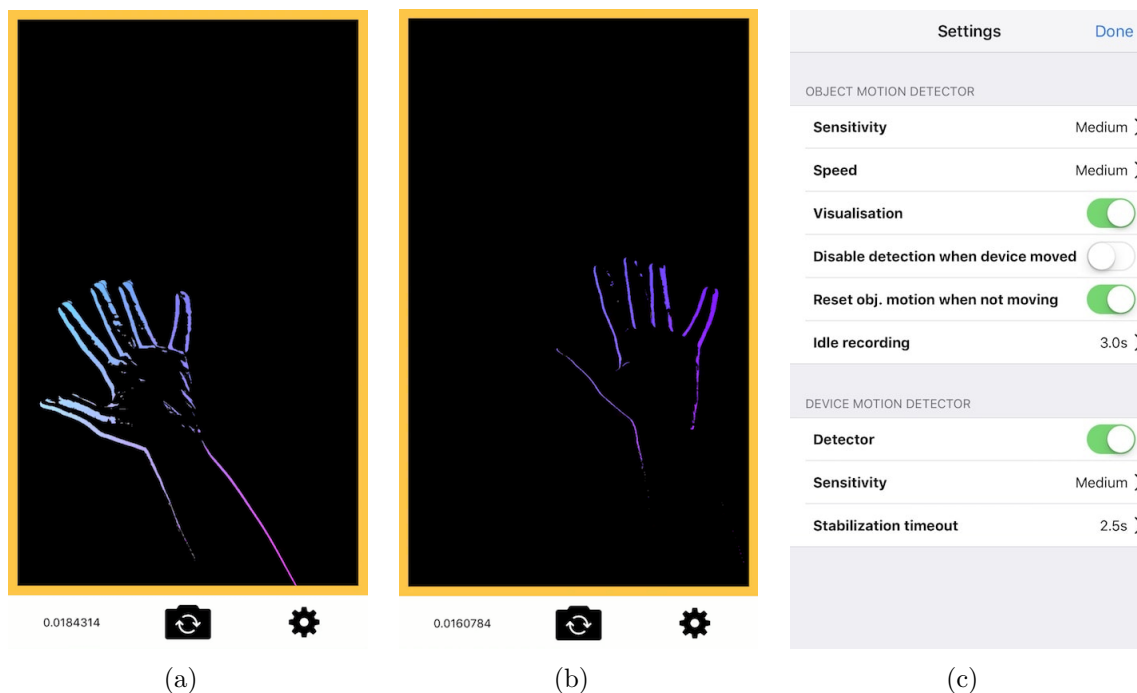 0.0184314
(a)
0.0160784
(b)
Settings Done
OBJECT MOTION DETECTOR
Sensitivity Medium
Speed Medium
Visualisation
Disable detection when device moved
Reset obj. motion when not moving
Idle recording 3.0s
DEVICE MOTION DETECTOR
Detector
Sensitivity Medium
Stabilization timeout 2.5s
(c)